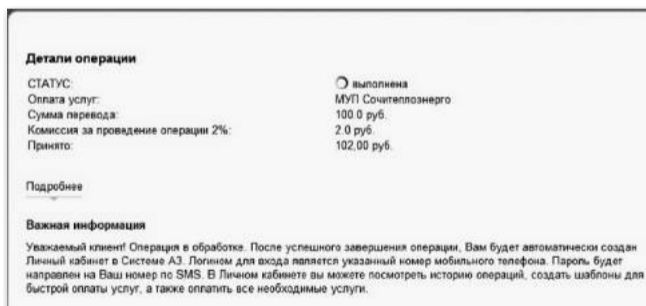 Детали операции
СТАТУС: выполнена
Оплата услуг: МУП Сочитеплоэнерго
Сумма перевода: 100.0 руб.
Комиссия за проведение операции 2%: 2.0 руб.
Принято: 102,00 руб.
Подробнее
Важная информация
Уважаемый клиент! Операция в обработке. После успешного завершения операции, Вам будет автоматически создан
Личный кабинет в Системе А3. Логином для входа является указанный номер мобильного телефона. Пароль будет
направлен на Ваш номер по SMS. В Личном кабинете вы можете посмотреть историю операций, создать шаблоны для
быстрой оплаты услуг, а также оплатить все необходимые услуги.